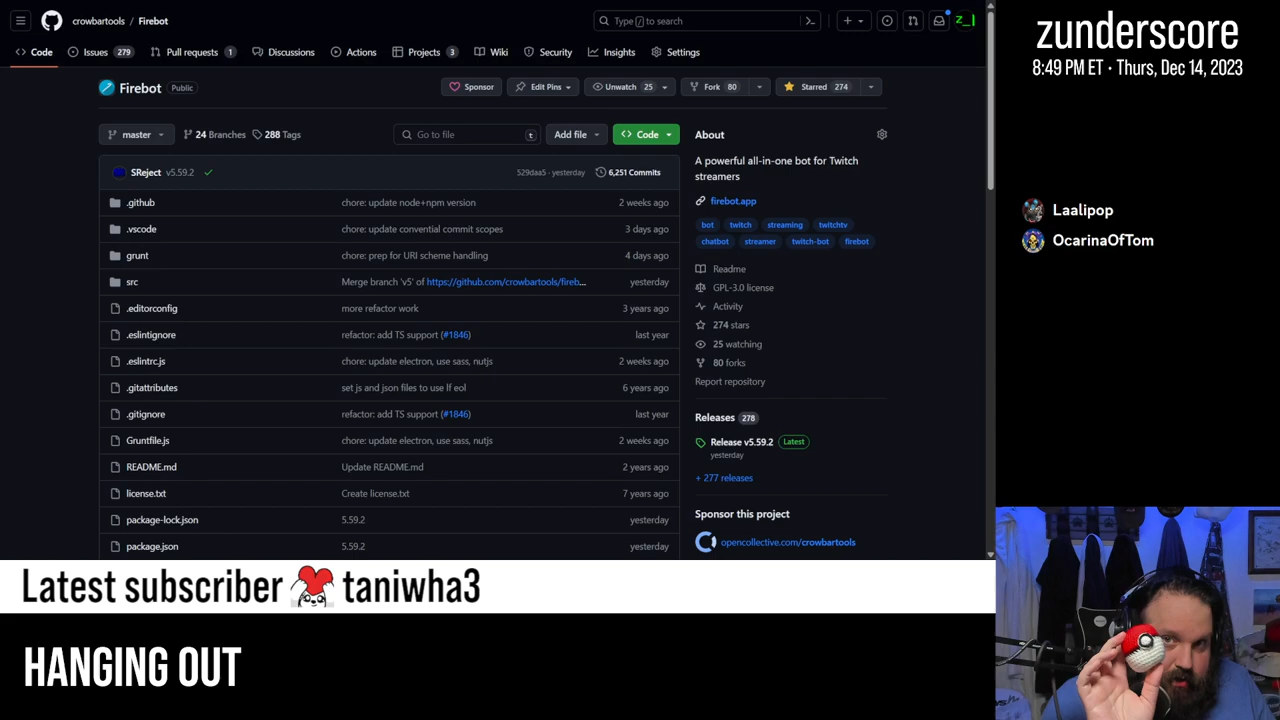 crowbartools / Firebot
Type / to search
z_|
Code
Issues 279
Pull requests 1
Discussions
Actions
Projects 3
Wiki
Security
Insights
Settings
Firebot Public
Sponsor
Edit Pins
Unwatch 25
Fork 80
Starred 274
master
24 Branches
288 Tags
Go to file t
Add file
<> Code
SReject v5.59.2
529daa5 · yesterday
6,251 Commits
.github chore: update node+npm version 2 weeks ago
.vscode chore: update convential commit scopes 3 days ago
grunt chore: prep for URI scheme handling 4 days ago
src Merge branch 'v5' of https://github.com/crowbartools/fireb... yesterday
.editorconfig more refactor work 3 years ago
.eslintignore refactor: add TS support (#1846) last year
.eslintrc.js chore: update electron, use sass, nutjs 2 weeks ago
.gitattributes set js and json files to use lf eol 6 years ago
.gitignore refactor: add TS support (#1846) last year
Gruntfile.js chore: update electron, use sass, nutjs 2 weeks ago
README.md Update README.md 2 years ago
license.txt Create license.txt 7 years ago
package-lock.json 5.59.2 yesterday
package.json 5.59.2 yesterday
About
A powerful all-in-one bot for Twitch
streamers
firebot.app
bot twitch streaming twitchtv
chatbot streamer twitch-bot firebot
Readme
GPL-3.0 license
Activity
274 stars
25 watching
80 forks
Report repository
Releases 278
Release v5.59.2 Latest
yesterday
+ 277 releases
Sponsor this project
opencollective.com/crowbartools
zunderscore
8:49 PM ET • Thurs, Dec 14, 2023
Laalipop
OcarinaOfTom
Latest subscriber taniwha3
HANGING OUT